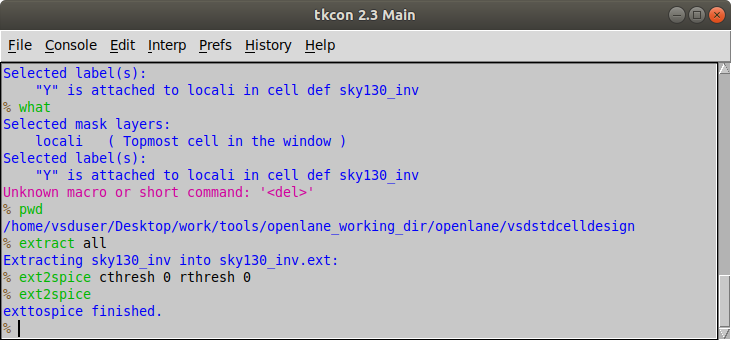 tkcon 2.3 Main
File Console Edit Interp Prefs History Help
Selected label(s):
"Y" is attached to locali in cell def sky130_inv
% what
Selected mask layers:
locali ( Topmost cell in the window )
Selected label(s):
"Y" is attached to locali in cell def sky130_inv
Unknown macro or short command: '<del>'
% pwd
/home/vsduser/Desktop/work/tools/openlane_working_dir/openlane/vsdstdcelldesign
% extract all
Extracting sky130_inv into sky130_inv.ext:
% ext2spice cthresh 0 rthresh 0
% ext2spice
exttospice finished.
%